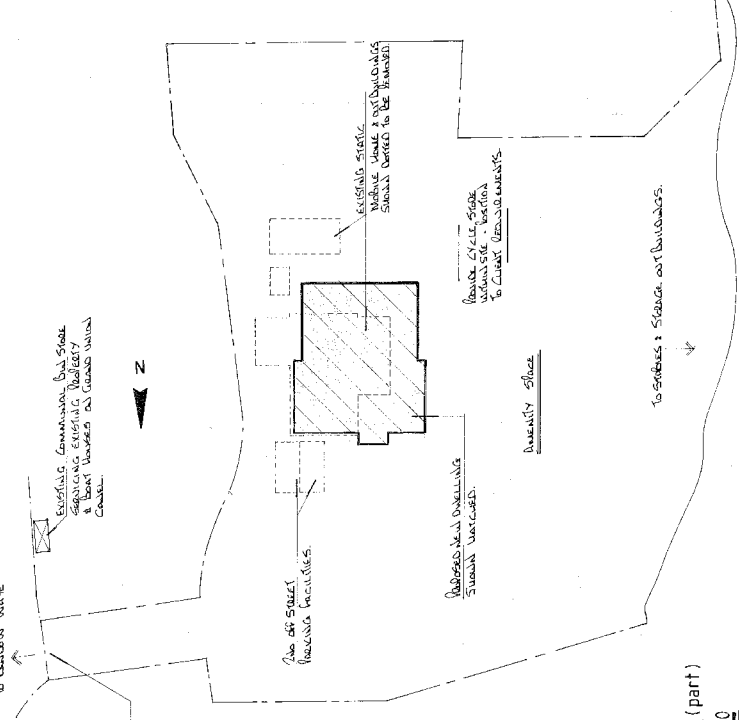 EXISTING COMMUNAL BIN STORE
SERVICING EXISTING PROPERTY
& BOAT HOUSES ON GRAND UNION
CANAL.
N
EXISTING STATIC
MOBILE HOME & OUTBUILDINGS
SHOWN DOTTED TO BE REMOVED.
PROVIDE CYCLE STORE
WITHIN SITE - POSITION
TO CLIENT REQUIREMENTS
2No OFF STREET
PARKING FACILITIES.
PROPOSED NEW DWELLING
SHOWN HATCHED.
AMENITY SPACE
TO STABLES & STORAGE OUTBUILDINGS.
(part)